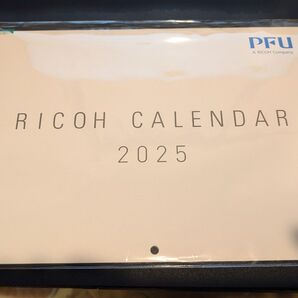 PFU
A RICOH Company
RICOH CALENDAR
2025